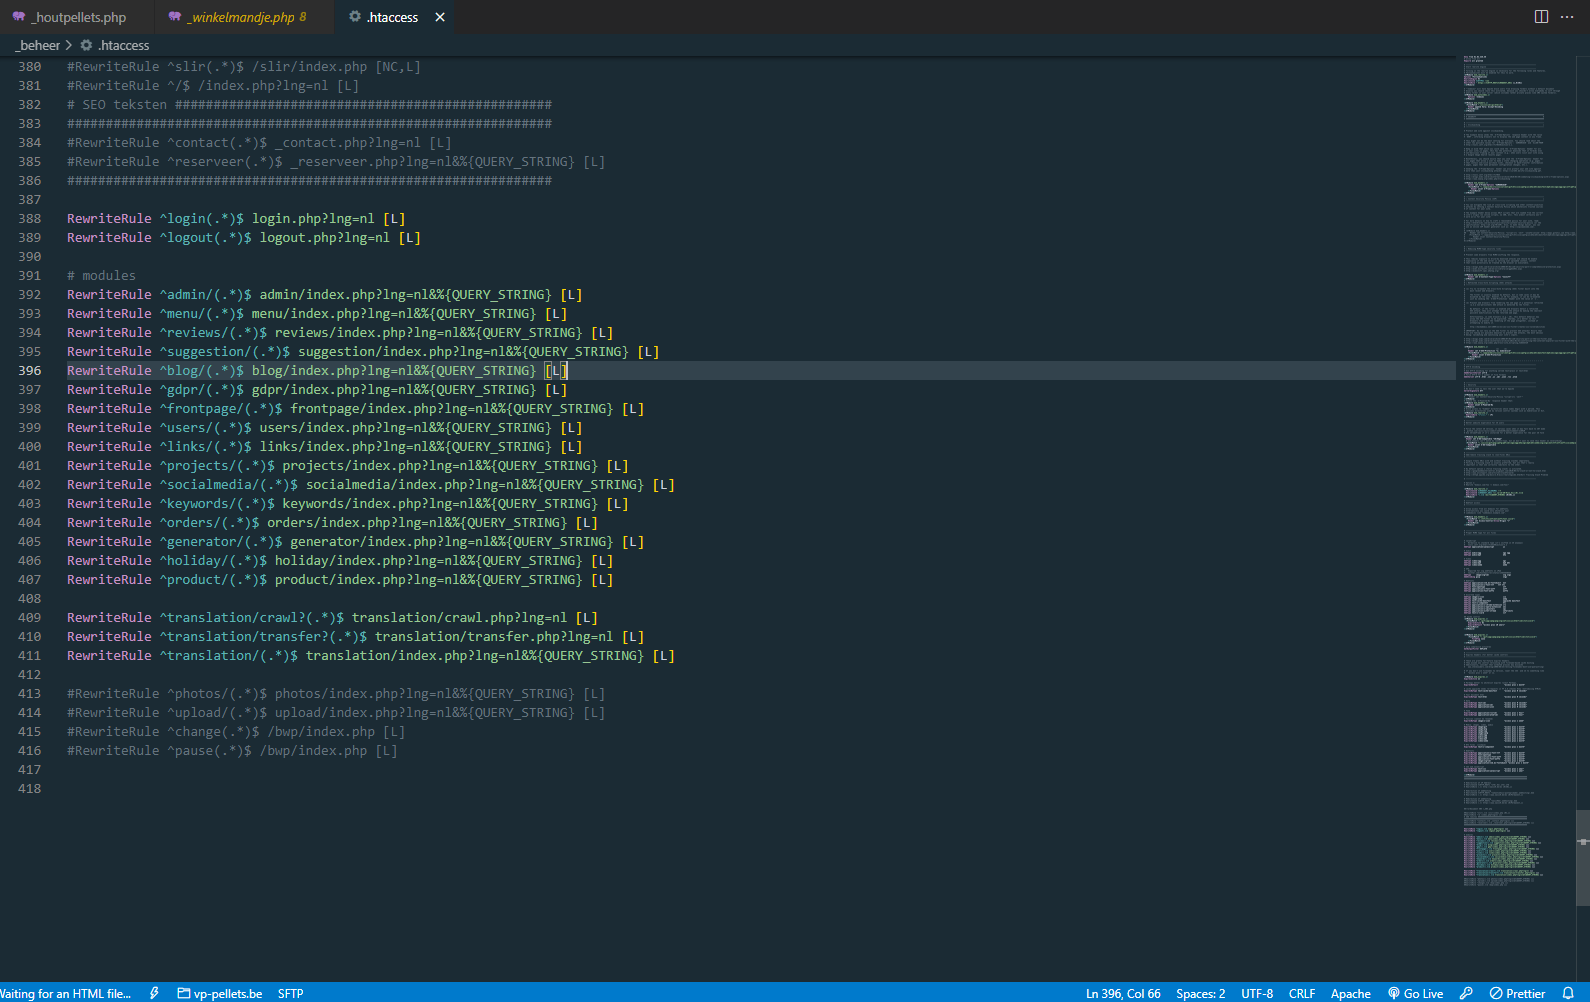 _houtpellets.php
_winkelmandje.php 8
.htaccess
_beheer > .htaccess
380 #RewriteRule ^slir(.*)$ /slir/index.php [NC,L]
381 #RewriteRule ^/$ /index.php?lng=nl [L]
382 # SEO teksten #################################################
383 ###############################################################
384 #RewriteRule ^contact(.*)$ _contact.php?lng=nl [L]
385 #RewriteRule ^reserveer(.*)$ _reserveer.php?lng=nl&%{QUERY_STRING} [L]
386 ###############################################################
387
388 RewriteRule ^login(.*)$ login.php?lng=nl [L]
389 RewriteRule ^logout(.*)$ logout.php?lng=nl [L]
390
391 # modules
392 RewriteRule ^admin/(.*)$ admin/index.php?lng=nl&%{QUERY_STRING} [L]
393 RewriteRule ^menu/(.*)$ menu/index.php?lng=nl&%{QUERY_STRING} [L]
394 RewriteRule ^reviews/(.*)$ reviews/index.php?lng=nl&%{QUERY_STRING} [L]
395 RewriteRule ^suggestion/(.*)$ suggestion/index.php?lng=nl&%{QUERY_STRING} [L]
396 RewriteRule ^blog/(.*)$ blog/index.php?lng=nl&%{QUERY_STRING} [L]
397 RewriteRule ^gdpr/(.*)$ gdpr/index.php?lng=nl&%{QUERY_STRING} [L]
398 RewriteRule ^frontpage/(.*)$ frontpage/index.php?lng=nl&%{QUERY_STRING} [L]
399 RewriteRule ^users/(.*)$ users/index.php?lng=nl&%{QUERY_STRING} [L]
400 RewriteRule ^links/(.*)$ links/index.php?lng=nl&%{QUERY_STRING} [L]
401 RewriteRule ^projects/(.*)$ projects/index.php?lng=nl&%{QUERY_STRING} [L]
402 RewriteRule ^socialmedia/(.*)$ socialmedia/index.php?lng=nl&%{QUERY_STRING} [L]
403 RewriteRule ^keywords/(.*)$ keywords/index.php?lng=nl&%{QUERY_STRING} [L]
404 RewriteRule ^orders/(.*)$ orders/index.php?lng=nl&%{QUERY_STRING} [L]
405 RewriteRule ^generator/(.*)$ generator/index.php?lng=nl&%{QUERY_STRING} [L]
406 RewriteRule ^holiday/(.*)$ holiday/index.php?lng=nl&%{QUERY_STRING} [L]
407 RewriteRule ^product/(.*)$ product/index.php?lng=nl&%{QUERY_STRING} [L]
408
409 RewriteRule ^translation/crawl?(.*)$ translation/crawl.php?lng=nl [L]
410 RewriteRule ^translation/transfer?(.*)$ translation/transfer.php?lng=nl [L]
411 RewriteRule ^translation/(.*)$ translation/index.php?lng=nl&%{QUERY_STRING} [L]
412
413 #RewriteRule ^photos/(.*)$ photos/index.php?lng=nl&%{QUERY_STRING} [L]
414 #RewriteRule ^upload/(.*)$ upload/index.php?lng=nl&%{QUERY_STRING} [L]
415 #RewriteRule ^change(.*)$ /bwp/index.php [L]
416 #RewriteRule ^pause(.*)$ /bwp/index.php [L]
417
418
Waiting for an HTML file... vp-pellets.be SFTP Ln 396, Col 66 Spaces: 2 UTF-8 CRLF Apache Go Live Prettier